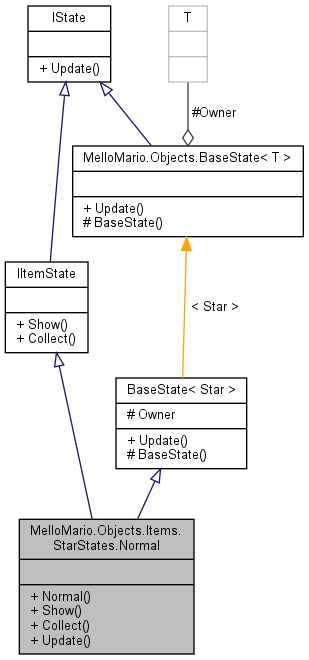 IState
+ Update()
T
#Owner
MelloMario.Objects.BaseState< T >
+ Update()
# BaseState()
IItemState
+ Show()
+ Collect()
< Star >
BaseState< Star >
# Owner
+ Update()
# BaseState()
MelloMario.Objects.Items.
StarStates.Normal
+ Normal()
+ Show()
+ Collect()
+ Update()